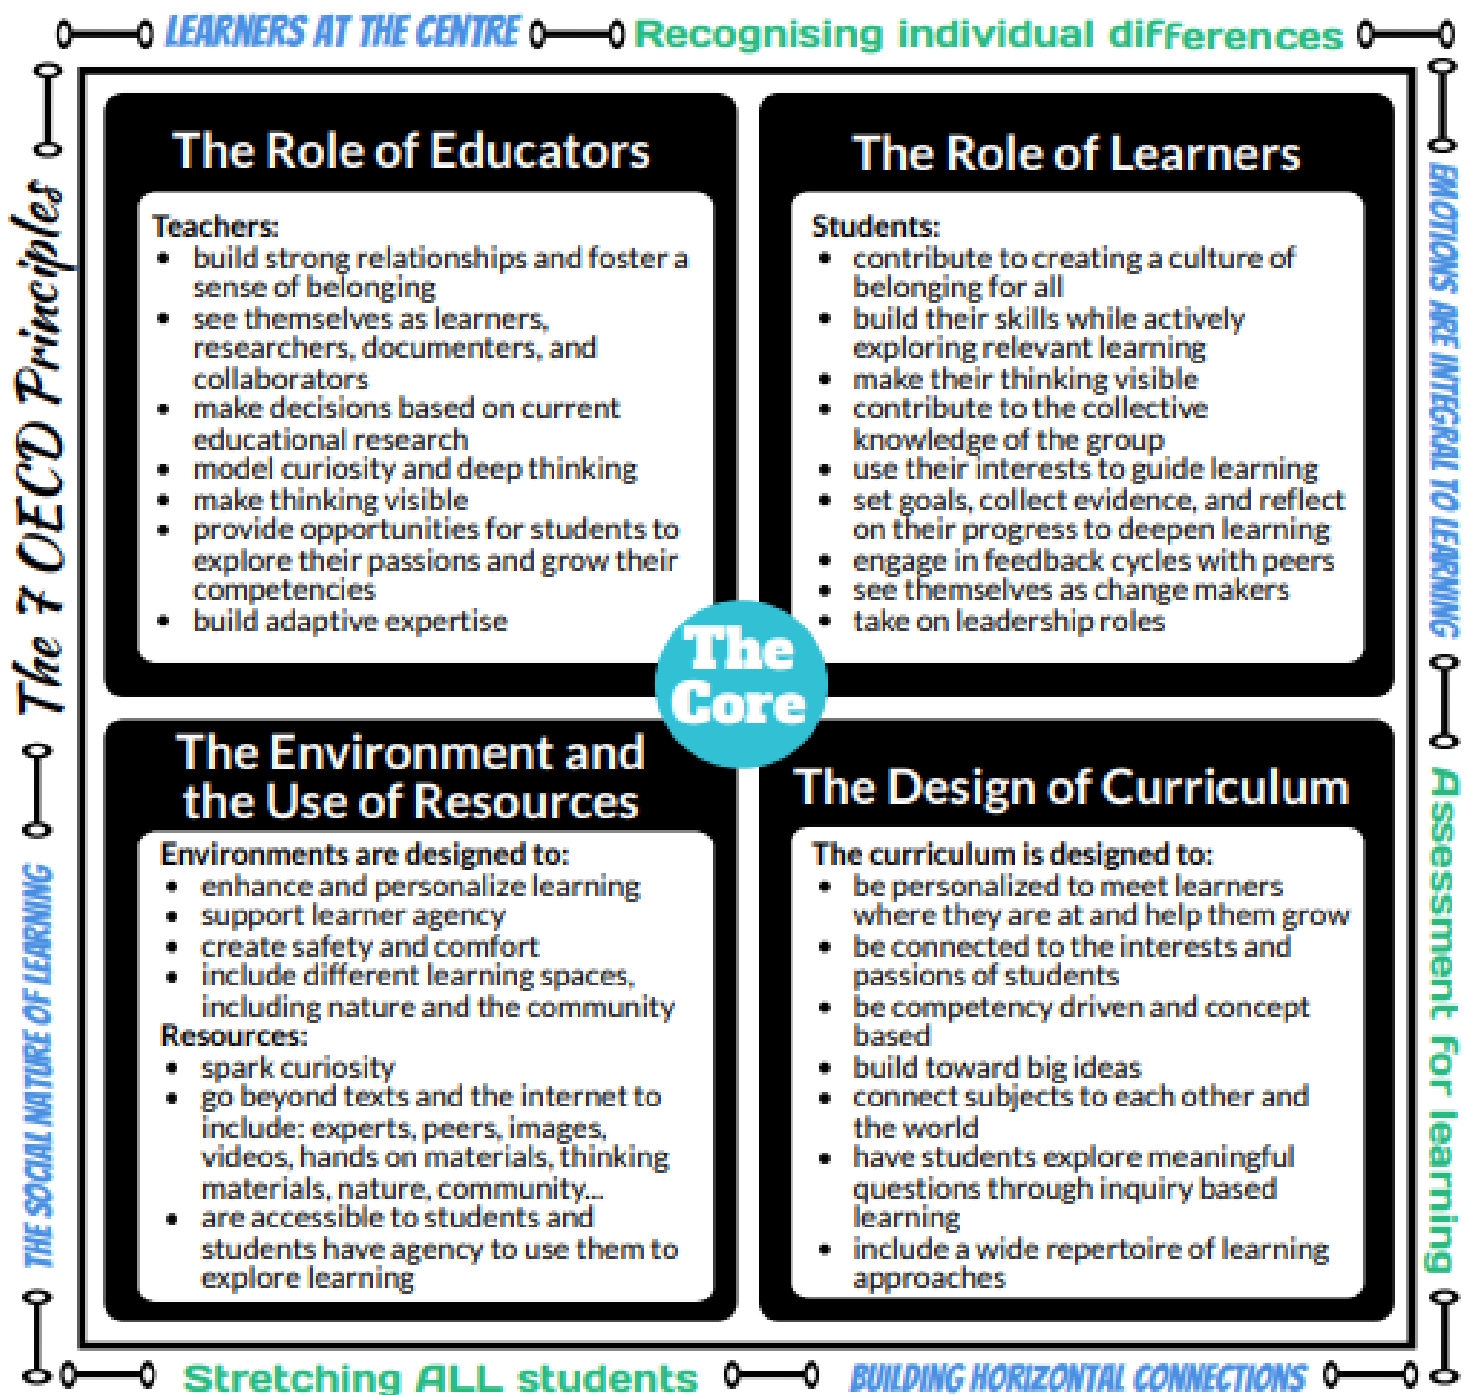 LEARNERS AT THE CENTRE
Recognising individual differences
EMOTIONS ARE INTEGRAL TO LEARNING
Assessment for learning
BUILDING HORIZONTAL CONNECTIONS
Stretching ALL students
THE SOCIAL NATURE OF LEARNING
The 7 OECD Principles
The Role of Educators
Teachers:
• build strong relationships and foster a
sense of belonging
• see themselves as learners,
researchers, documenters, and
collaborators
• make decisions based on current
educational research
• model curiosity and deep thinking
• make thinking visible
• provide opportunities for students to
explore their passions and grow their
competencies
• build adaptive expertise
The Role of Learners
Students:
• contribute to creating a culture of
belonging for all
• build their skills while actively
exploring relevant learning
• make their thinking visible
• contribute to the collective
knowledge of the group
• use their interests to guide learning
• set goals, collect evidence, and reflect
on their progress to deepen learning
• engage in feedback cycles with peers
• see themselves as change makers
• take on leadership roles
The
Core
The Environment and
the Use of Resources
Environments are designed to:
• enhance and personalize learning
• support learner agency
• create safety and comfort
• include different learning spaces,
including nature and the community
Resources:
• spark curiosity
• go beyond texts and the internet to
include: experts, peers, images,
videos, hands on materials, thinking
materials, nature, community...
• are accessible to students and
students have agency to use them to
explore learning
The Design of Curriculum
The curriculum is designed to:
• be personalized to meet learners
where they are at and help them grow
• be connected to the interests and
passions of students
• be competency driven and concept
based
• build toward big ideas
• connect subjects to each other and
the world
• have students explore meaningful
questions through inquiry based
learning
• include a wide repertoire of learning
approaches